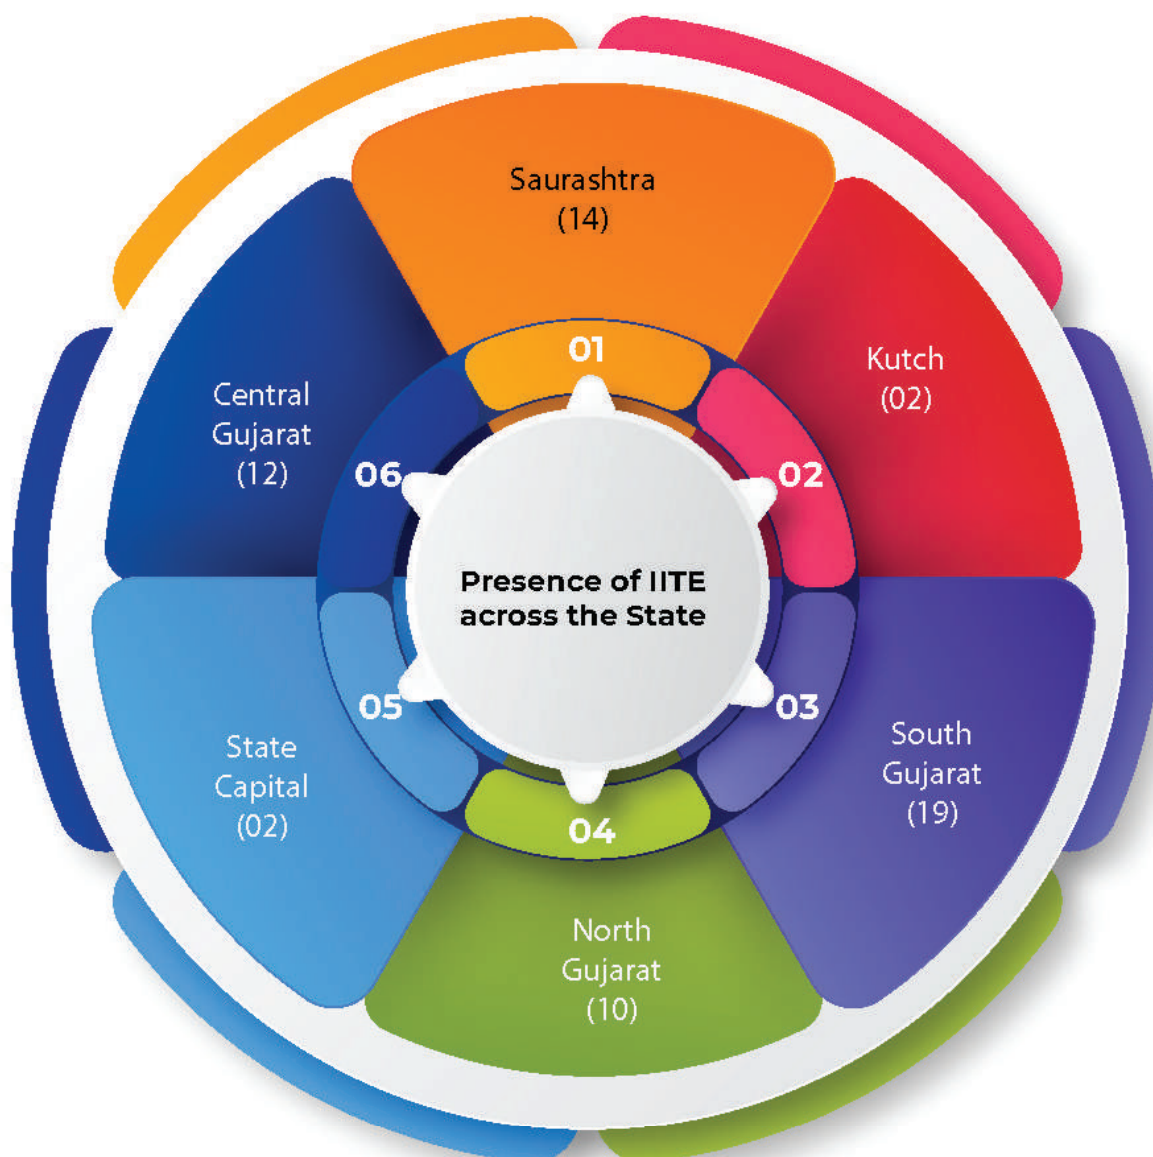 Presence of IITE
across the State
01
Saurashtra
(14)
02
Kutch
(02)
03
South
Gujarat
(19)
04
North
Gujarat
(10)
05
State
Capital
(02)
06
Central
Gujarat
(12)